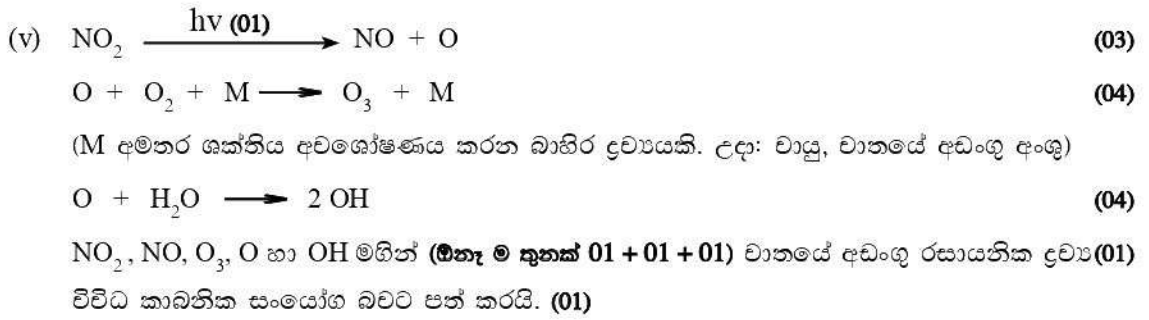 (v) NO₂ —hv (01)→ NO + O (03)
O + O₂ + M ⟶ O₃ + M (04)
(M අමතර ශක්තිය අවශෝෂණය කරන බාහිර ද්‍රව්‍යයකි. උදා: වායු, වාතයේ අඩංගු අංශු)
O + H₂O ⟶ 2 OH (04)
NO₂, NO, O₃, O හා OH මගින් (ඕනෑ ම තුනක් 01 + 01 + 01) වාතයේ අඩංගු රසායනික ද්‍රව්‍ය (01)
විවිධ කාබනික සංයෝග බවට පත් කරයි. (01)